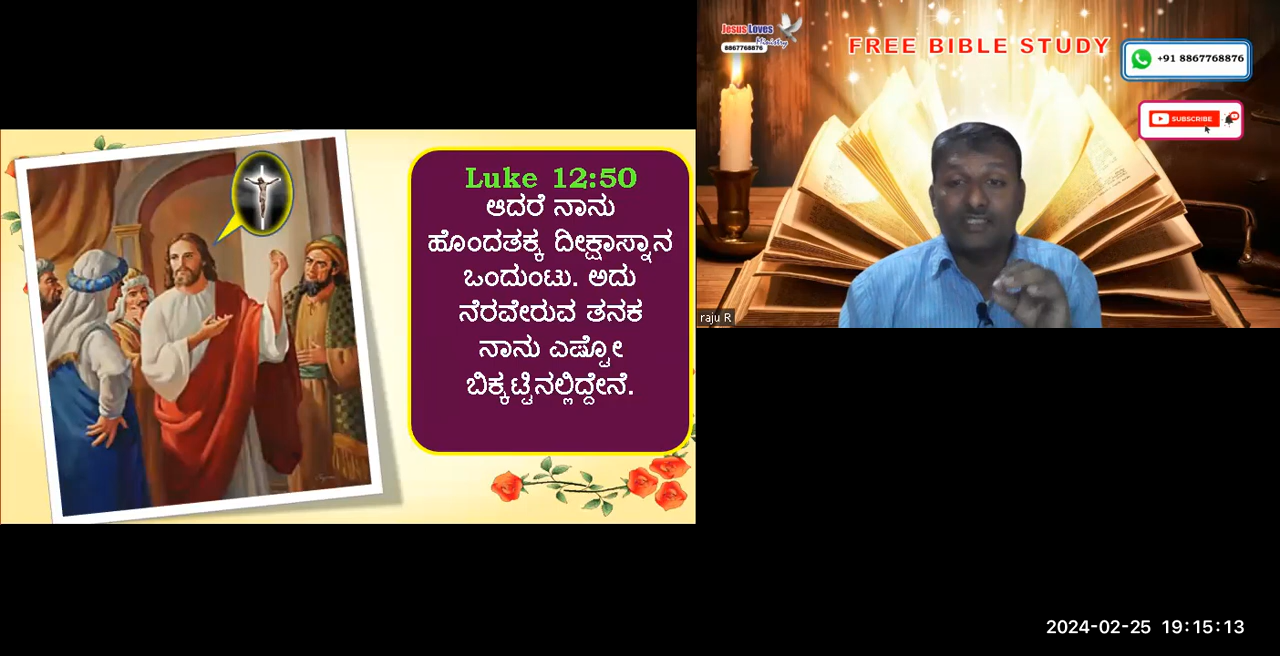 Luke 12:50
ಆದರೆ ನಾನು
ಹೊಂದತಕ್ಕ ದೀಕ್ಷಾಸ್ನಾನ
ಒಂದುಂಟು. ಅದು
ನೆರವೇರುವ ತನಕ
ನಾನು ಎಷ್ಟೋ
ಬಿಕ್ಕಟ್ಟಿನಲ್ಲಿದ್ದೇನೆ.
Jesus Loves
Ministry
8867768876
FREE BIBLE STUDY
+91 8867768876
SUBSCRIBE
raju R
2024-02-25 19:15:13